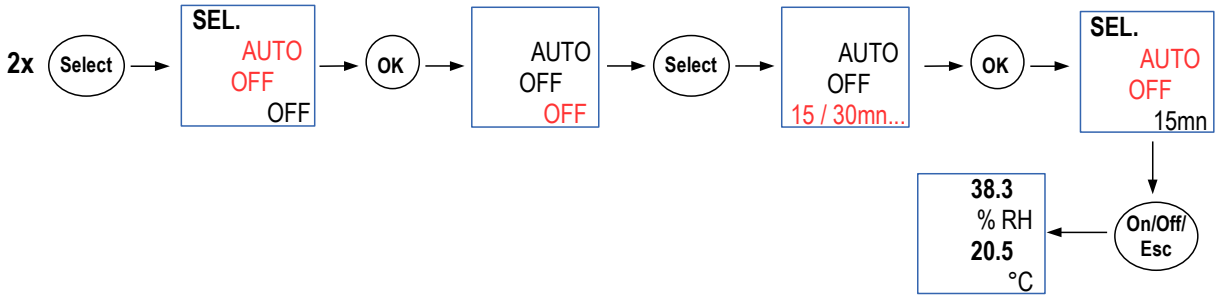 2x
Select
SEL.
AUTO
OFF
OFF
OK
AUTO
OFF
OFF
Select
AUTO
OFF
15 / 30mn...
OK
SEL.
AUTO
OFF
15mn
On/Off/
Esc
38.3
% RH
20.5
°C